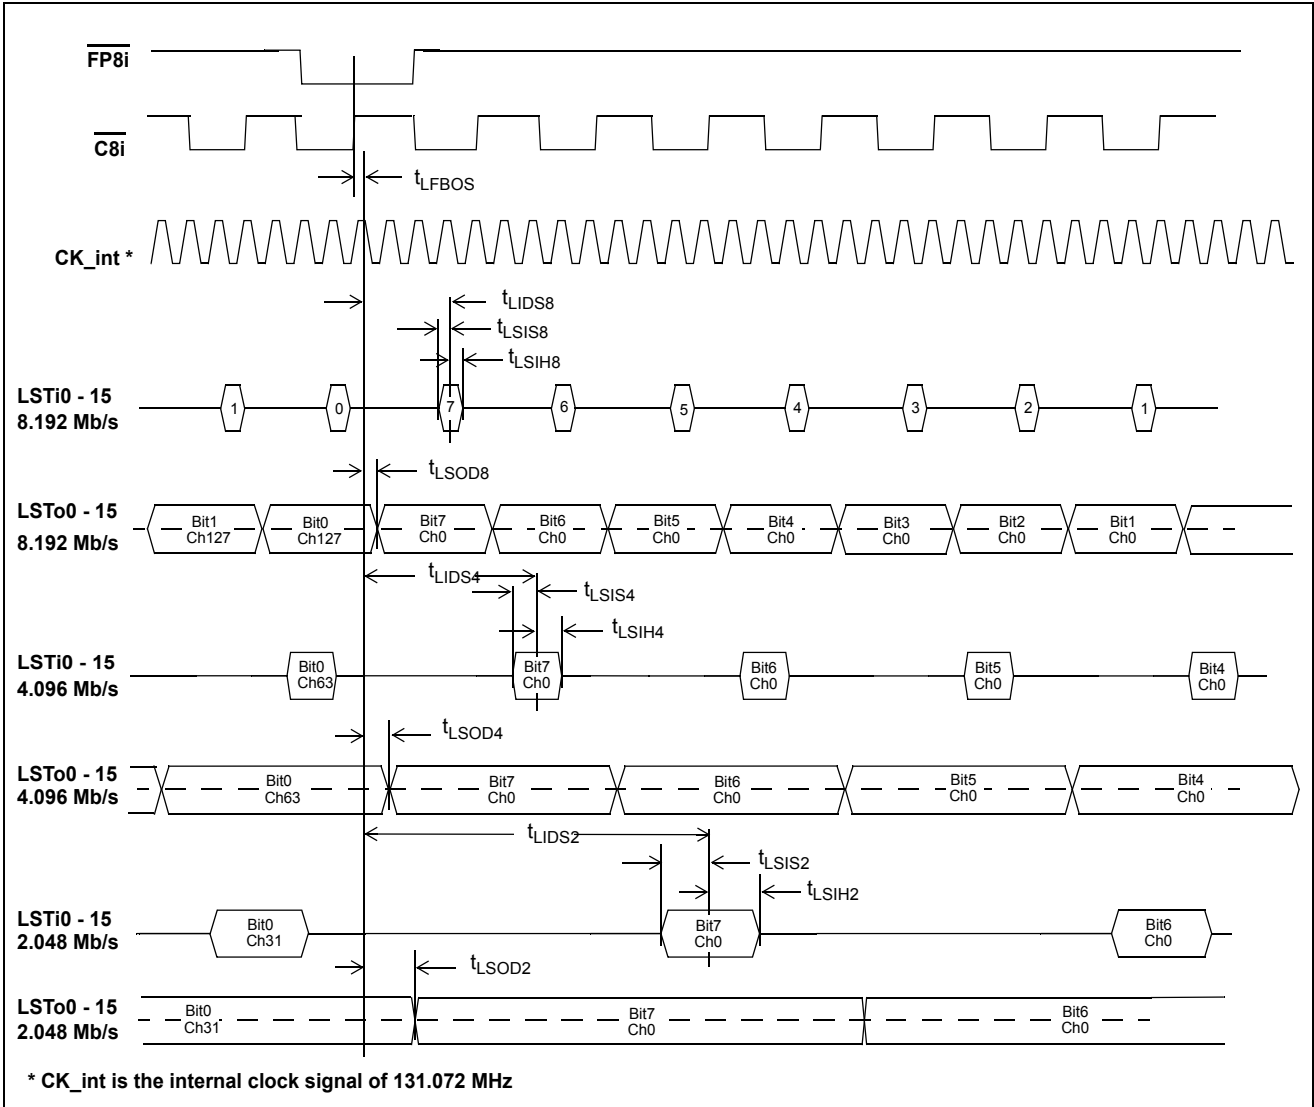 FP8i
C8i
tLFBOS
CK_int *
tLIDS8
tLSIS8
tLSIH8
LSTi0 - 15
8.192 Mb/s
1 0 7 6 5 4 3 2 1
tLSOD8
LSTo0 - 15
8.192 Mb/s
Bit1 Ch127
Bit0 Ch127
Bit7 Ch0
Bit6 Ch0
Bit5 Ch0
Bit4 Ch0
Bit3 Ch0
Bit2 Ch0
Bit1 Ch0
tLIDS4
tLSIS4
tLSIH4
LSTi0 - 15
4.096 Mb/s
Bit0 Ch63
Bit7 Ch0
Bit6 Ch0
Bit5 Ch0
Bit4 Ch0
tLSOD4
LSTo0 - 15
4.096 Mb/s
Bit0 Ch63
Bit7 Ch0
Bit6 Ch0
Bit5 Ch0
Bit4 Ch0
tLIDS2
tLSIS2
tLSIH2
LSTi0 - 15
2.048 Mb/s
Bit0 Ch31
Bit7 Ch0
Bit6 Ch0
tLSOD2
LSTo0 - 15
2.048 Mb/s
Bit0 Ch31
Bit7 Ch0
Bit6 Ch0
* CK_int is the internal clock signal of 131.072 MHz